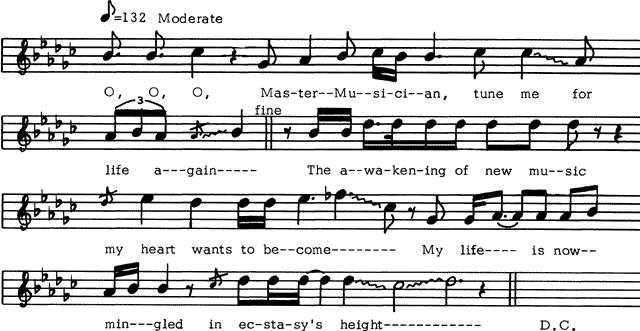 ♪=132 Moderate
O, O, O, Mas-ter--Mu--si-ci--an, tune me for
3
fine
life a---gain----- The a--wa-ken-ing of new mu--sic
my heart wants to be--come-------- My life---- is now--
min---gled in ec-sta-sy's height------------ D.C.